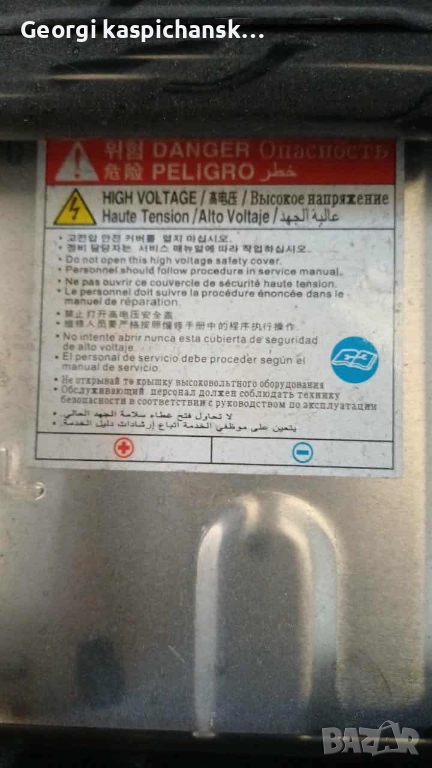 Georgi kaspichansk...
위험 DANGER Опасность
危險 PELIGRO خطر
HIGH VOLTAGE / 高电压 / Высокое напряжение
Haute Tension / Alto Voltaje / عالية الجهد
• 고전압 안전 커버를 열지 마십시오.
• 정비 담당자는 서비스 매뉴얼에 따라 작업하십시오.
• Do not open this high voltage safety cover.
• Personnel should follow procedure in service manual.
• Ne pas ouvrir ce couvercle de sécurité haute tension.
• Le personnel doit suivre la procédure énoncée dans le
manuel de réparation.
• 禁止打开高电压安全盖
• 维修人员要严格按照维修手册中的程序执行操作
• No intente abrir nunca esta cubierta de seguridad
de alto voltaje.
• El personal de servicio debe proceder según el
manual de servicio.
• Не открывай те крышку высоковольтного оборудования
• Обслуживающий персонал должен соблюдать технику
безопасности в соответствии с руководством по эксплуатации
• لا تحاول فتح غطاء سلامة الجهد العالي.
• يتعين على موظفي الخدمة اتباع إرشادات دليل الخدمة.
BAZAR